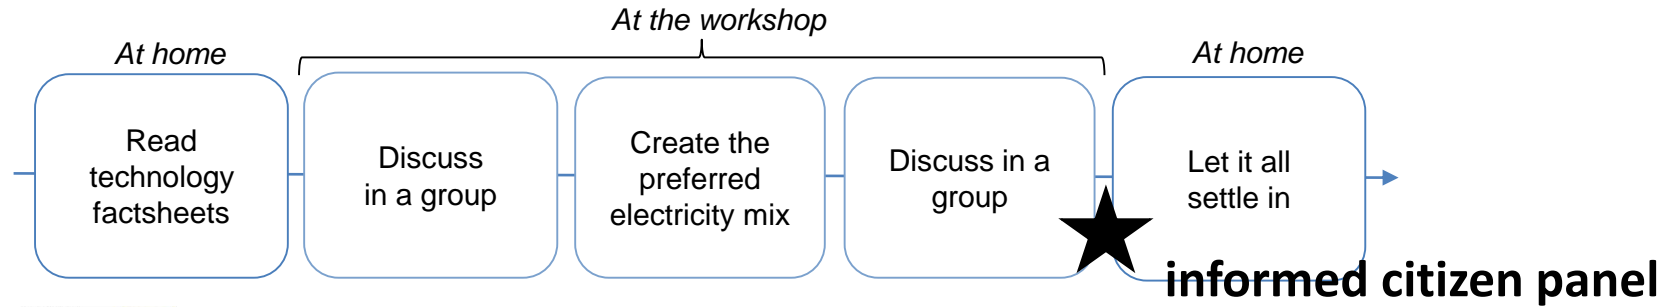 At the workshop
At home
At home
Read
technology
factsheets
Discuss
in a group
Create the
preferred
electricity mix
Discuss in a
group
Let it all
settle in
informed citizen panel